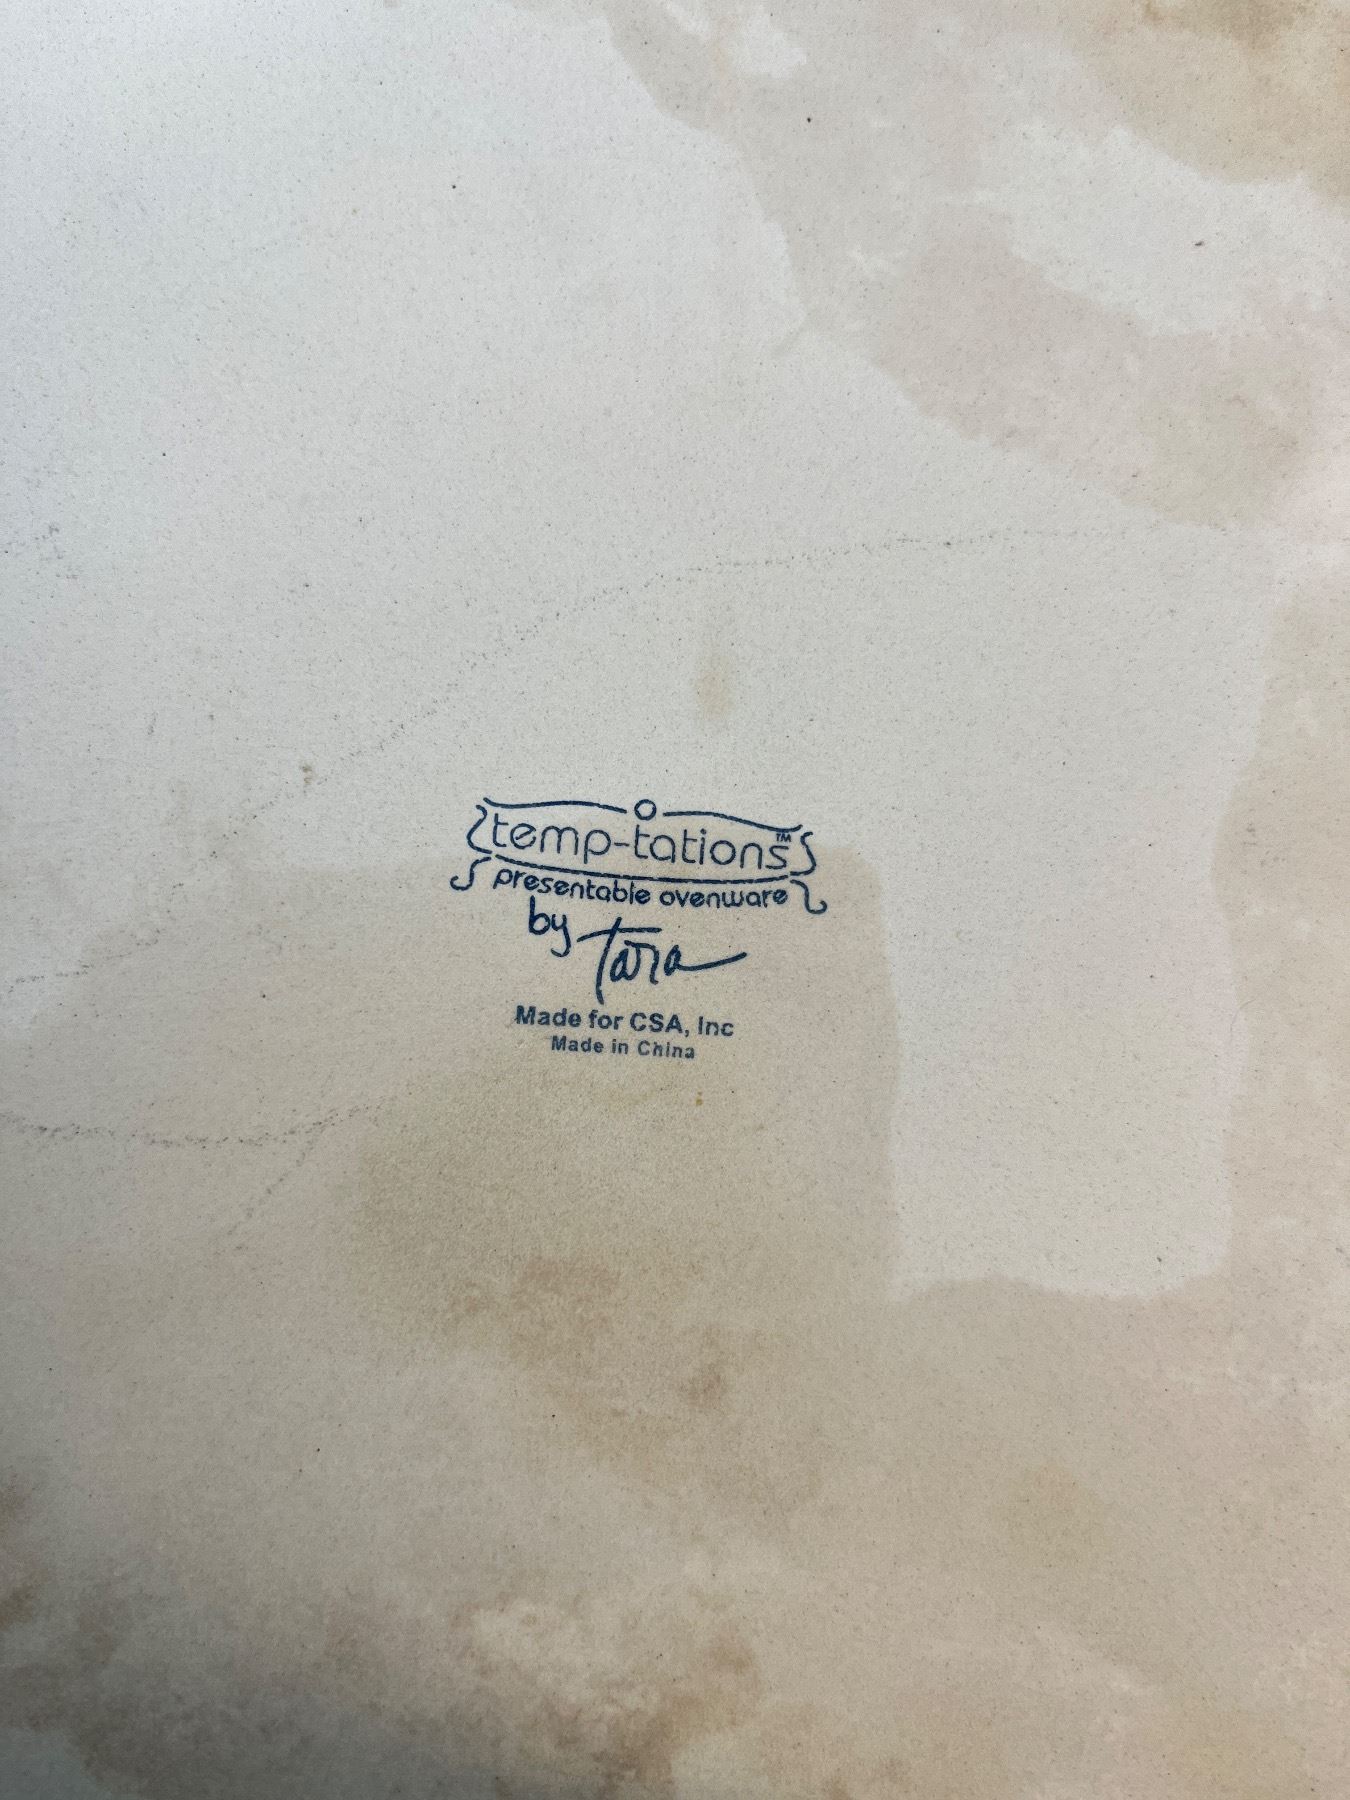 temp-tations™
presentable ovenware
by Tara
Made for CSA, Inc
Made in China